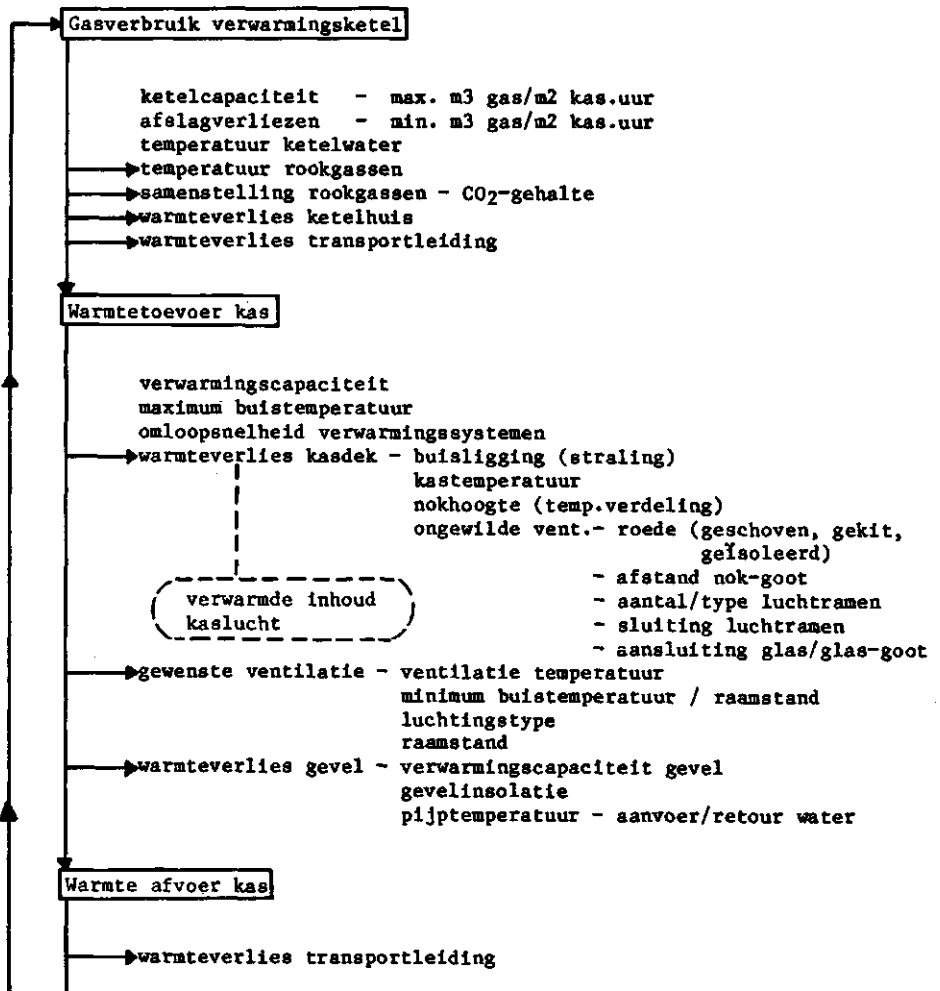 Gasverbruik verwarmingsketel
ketelcapaciteit - max. m3 gas/m2 kas.uur
afslagverliezen - min. m3 gas/m2 kas.uur
temperatuur ketelwater
temperatuur rookgassen
samenstelling rookgassen - CO2-gehalte
warmteverlies ketelhuis
warmteverlies transportleiding
Warmtetoevoer kas
verwarmingscapaciteit
maximum buistemperatuur
omloopsnelheid verwarmingssystemen
warmteverlies kasdek - buisligging (straling)
kastemperatuur
nokhoogte (temp.verdeling)
ongewilde vent.- roede (geschoven, gekit,
geïsoleerd)
- afstand nok-goot
verwarmde inhoud
- aantal/type luchtramen
kaslucht
- sluiting luchtramen
- aansluiting glas/glas-goot
gewenste ventilatie - ventilatie temperatuur
minimum buistemperatuur / raamstand
luchtingstype
raamstand
warmteverlies gevel - verwarmingscapaciteit gevel
gevelinsolatie
pijptemperatuur - aanvoer/retour water
Warmte afvoer kas
warmteverlies transportleiding